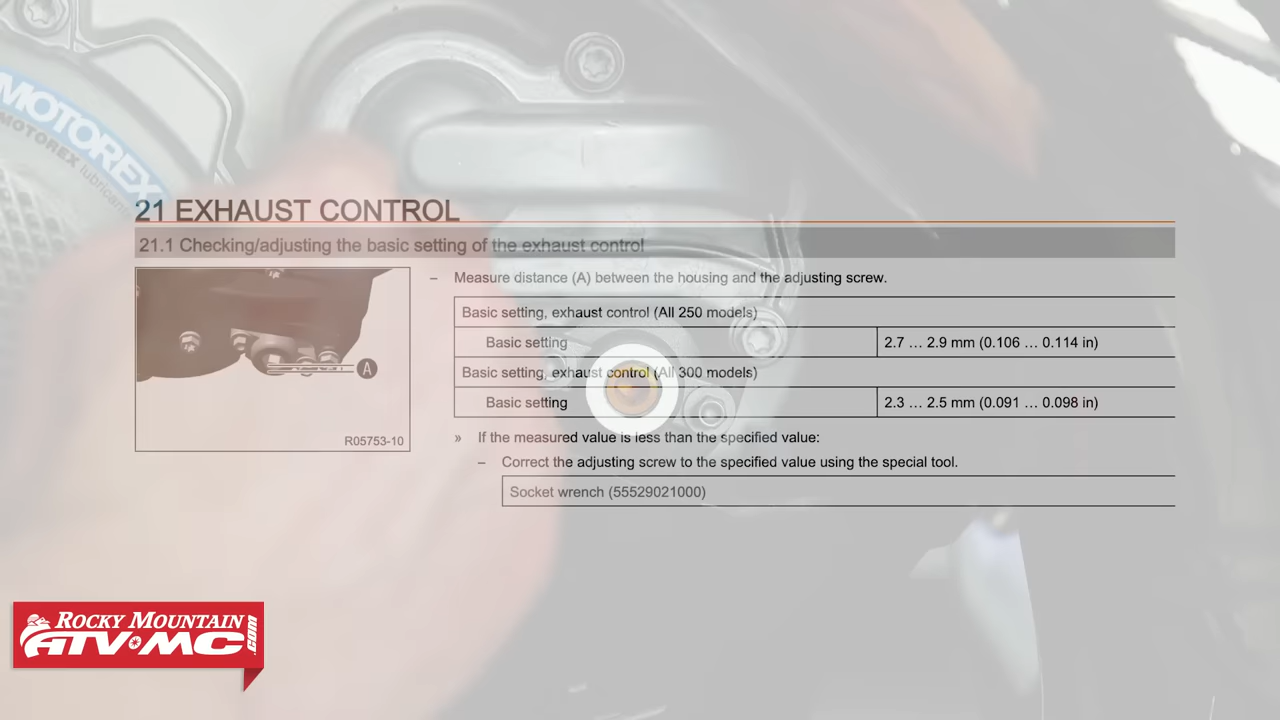 MOTOREX
MOTOREX
21 EXHAUST CONTROL
21.1 Checking/adjusting the basic setting of the exhaust control
– Measure distance (A) between the housing and the adjusting screw.
Basic setting, exhaust control (All 250 models)
Basic setting 2.7 … 2.9 mm (0.106 … 0.114 in)
Basic setting, exhaust control (All 300 models)
Basic setting 2.3 … 2.5 mm (0.091 … 0.098 in)
A
R05753-10
» If the measured value is less than the specified value:
– Correct the adjusting screw to the specified value using the special tool.
Socket wrench (55529021000)
ROCKY MOUNTAIN
ATV•MC.com